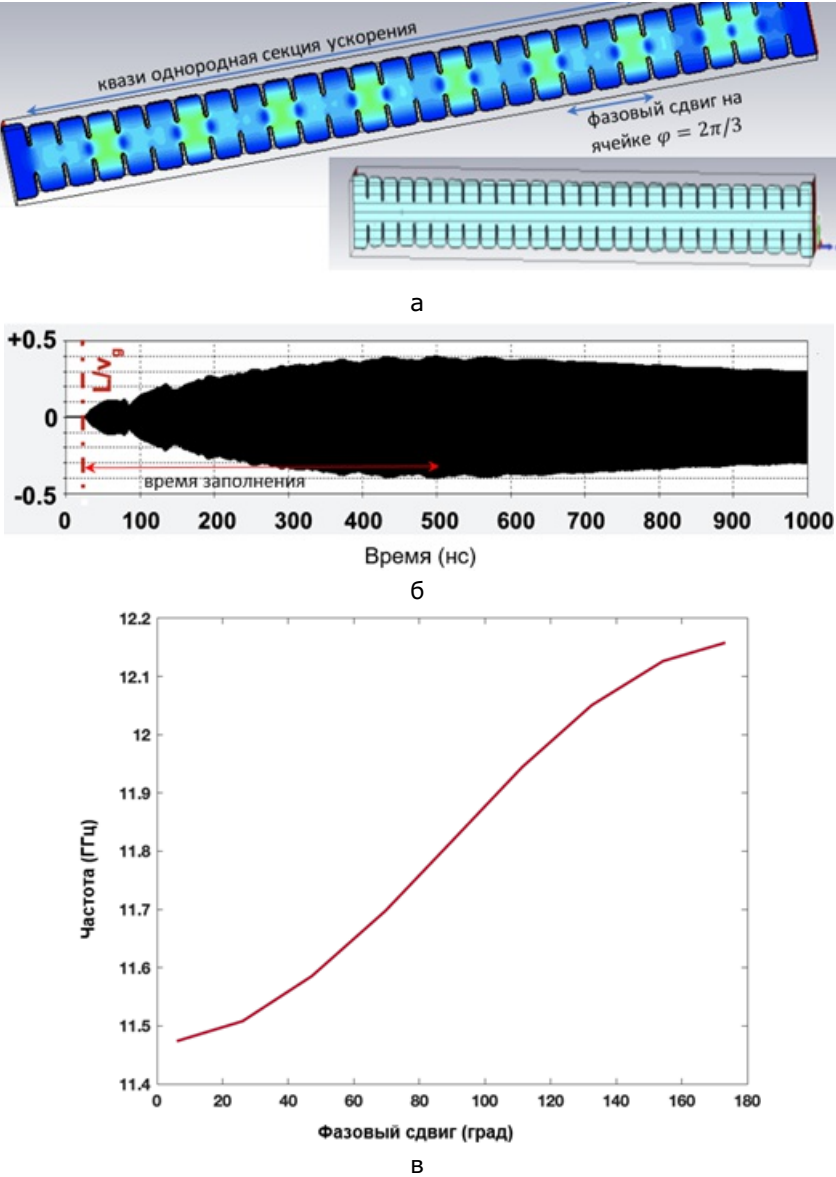 квази однородная секция ускорения
фазовый сдвиг на
ячейке φ = 2π/3
а
+0.5
L/vg
0
время заполнения
-0.5
0 100 200 300 400 500 600 700 800 900 1000
Время (нс)
б
12.2
12.1
12
11.9
11.8
11.7
11.6
11.5
11.4
Частота (ГГц)
0 20 40 60 80 100 120 140 160 180
Фазовый сдвиг (град)
в